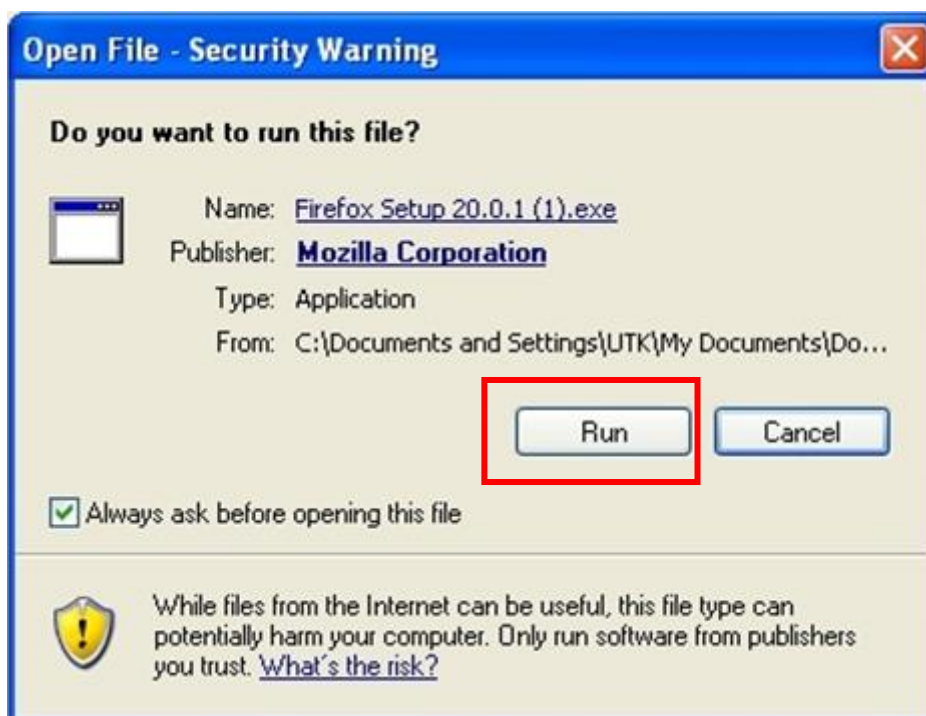 Open File - Security Warning
Do you want to run this file?
Name: Firefox Setup 20.0.1 (1).exe
Publisher: Mozilla Corporation
Type: Application
From: C:\Documents and Settings\UTK\My Documents\Do...
Run Cancel
Always ask before opening this file
While files from the Internet can be useful, this file type can
potentially harm your computer. Only run software from publishers
you trust. What's the risk?